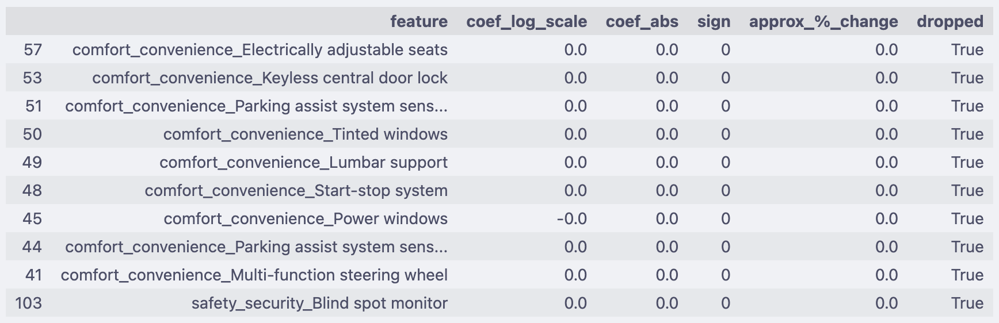 feature coef_log_scale coef_abs sign approx_%_change dropped
57 comfort_convenience_Electrically adjustable seats 0.0 0.0 0 0.0 True
53 comfort_convenience_Keyless central door lock 0.0 0.0 0 0.0 True
51 comfort_convenience_Parking assist system sens... 0.0 0.0 0 0.0 True
50 comfort_convenience_Tinted windows 0.0 0.0 0 0.0 True
49 comfort_convenience_Lumbar support 0.0 0.0 0 0.0 True
48 comfort_convenience_Start-stop system 0.0 0.0 0 0.0 True
45 comfort_convenience_Power windows -0.0 0.0 0 0.0 True
44 comfort_convenience_Parking assist system sens... 0.0 0.0 0 0.0 True
41 comfort_convenience_Multi-function steering wheel 0.0 0.0 0 0.0 True
103 safety_security_Blind spot monitor 0.0 0.0 0 0.0 True